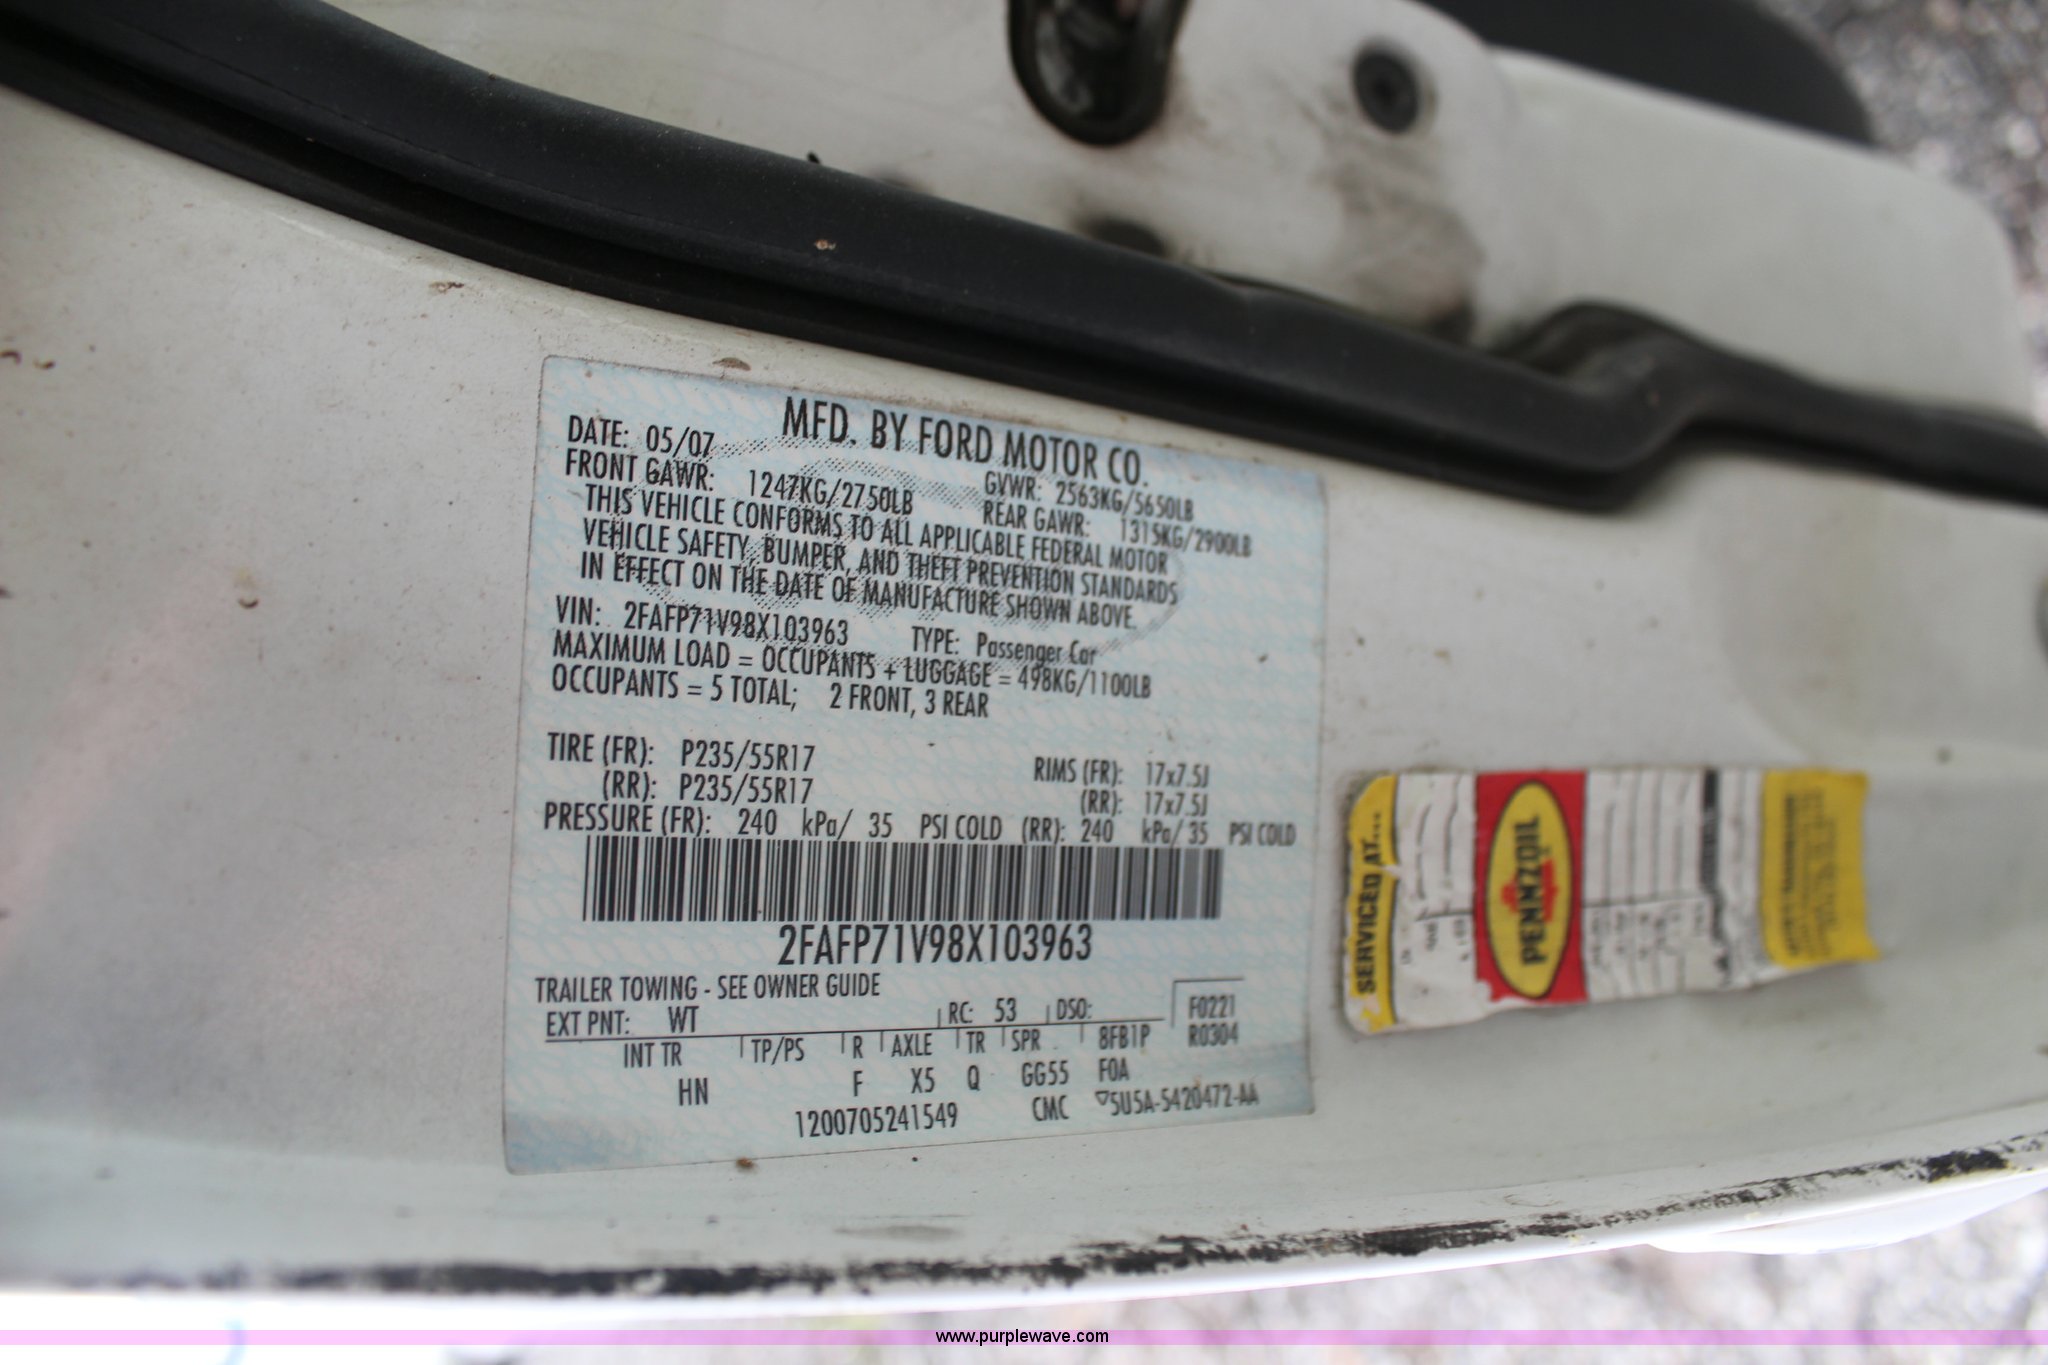 MFD. BY FORD MOTOR CO.
DATE: 05/07
GVWR: 2563KG/5650LB
FRONT GAWR: 1247KG/2750LB
REAR GAWR: 1315KG/2900LB
THIS VEHICLE CONFORMS TO ALL APPLICABLE FEDERAL MOTOR
VEHICLE SAFETY, BUMPER, AND THEFT PREVENTION STANDARDS
IN EFFECT ON THE DATE OF MANUFACTURE SHOWN ABOVE.
VIN: 2FAFP71V98X103963 TYPE: Passenger Car
MAXIMUM LOAD = OCCUPANTS + LUGGAGE = 498KG/1100LB
OCCUPANTS = 5 TOTAL; 2 FRONT, 3 REAR
TIRE (FR): P235/55R17 RIMS (FR): 17x7.5J
(RR): P235/55R17 (RR): 17x7.5J
PRESSURE (FR): 240 kPa/ 35 PSI COLD (RR): 240 kPa/ 35 PSI COLD
2FAFP71V98X103963
TRAILER TOWING - SEE OWNER GUIDE
EXT PNT: WT RC: 53 DSO: F0221
INT TR TP/PS R AXLE TR SPR 8FB1P R0304
HN F X5 Q GG55 F0A
1200705241549 CMC ▽5U5A-5420472-AA
SERVICED AT...
PENNZOIL
www.purplewave.com